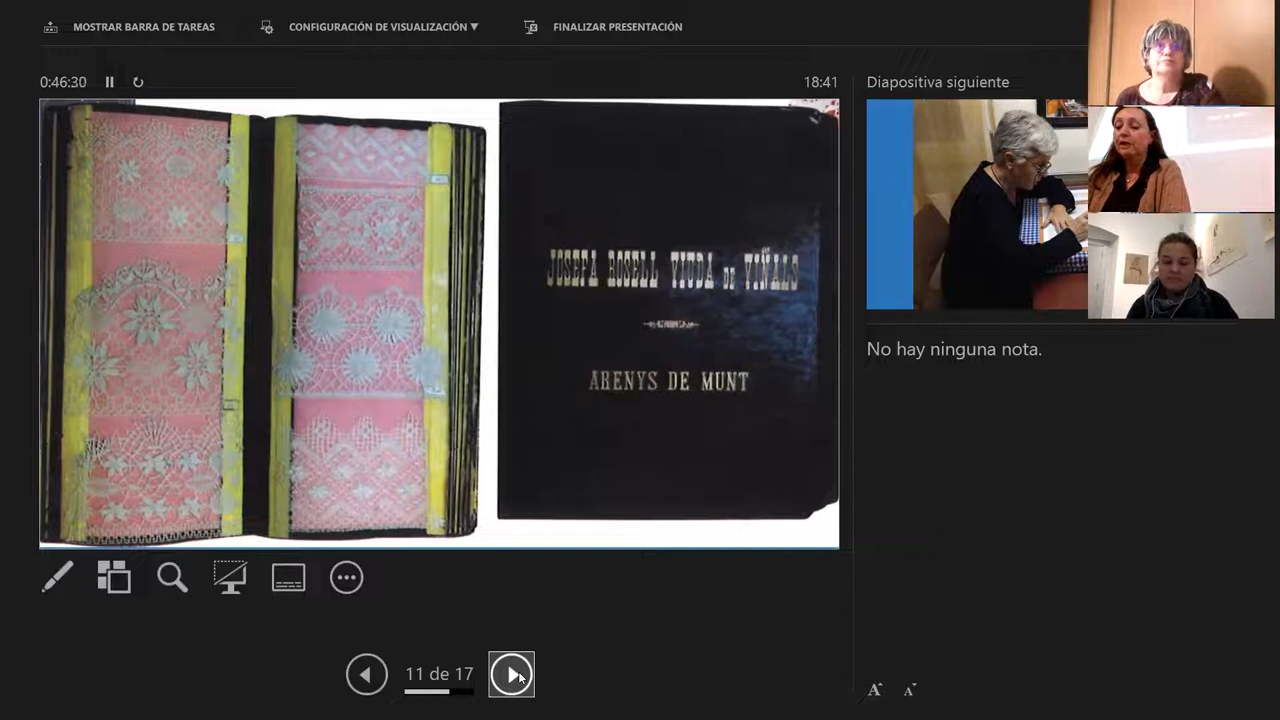 MOSTRAR BARRA DE TAREAS
CONFIGURACIÓN DE VISUALIZACIÓN ▼
FINALIZAR PRESENTACIÓN
0:46:30
18:41
Diapositiva siguiente
JOSEFA ROSELL VIUDA DE VIÑALS
ARENYS DE MUNT
No hay ninguna nota.
11 de 17
A A